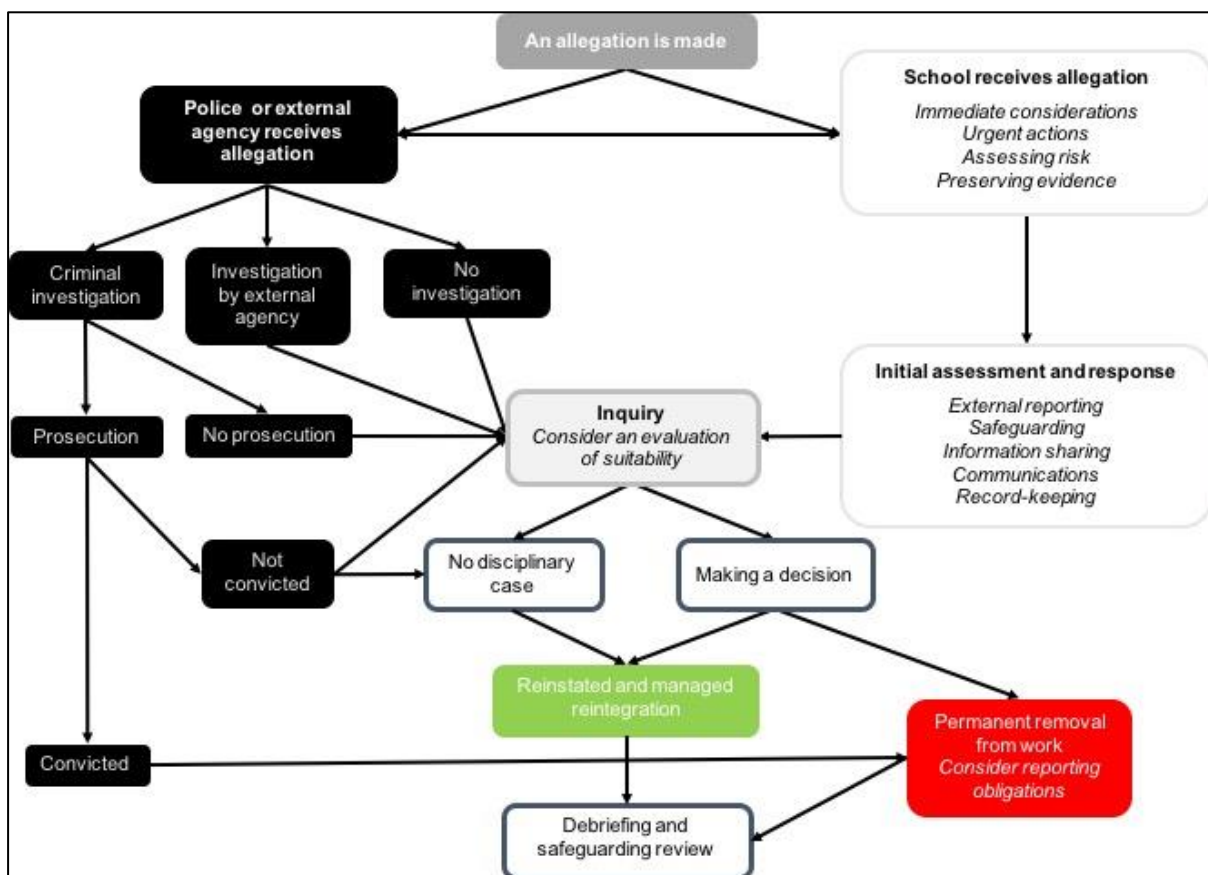 An allegation is made
School receives allegation
Immediate considerations
Urgent actions
Assessing risk
Preserving evidence
Police or external
agency receives
allegation
Criminal
investigation
Investigation
by external
agency
No
investigation
Initial assessment and response
External reporting
Safeguarding
Information sharing
Communications
Record-keeping
Inquiry
Consider an evaluation
of suitability
Prosecution
No prosecution
Not
convicted
No disciplinary
case
Making a decision
Reinstated and managed
reintegration
Permanent removal
from work
Consider reporting
obligations
Convicted
Debriefing and
safeguarding review